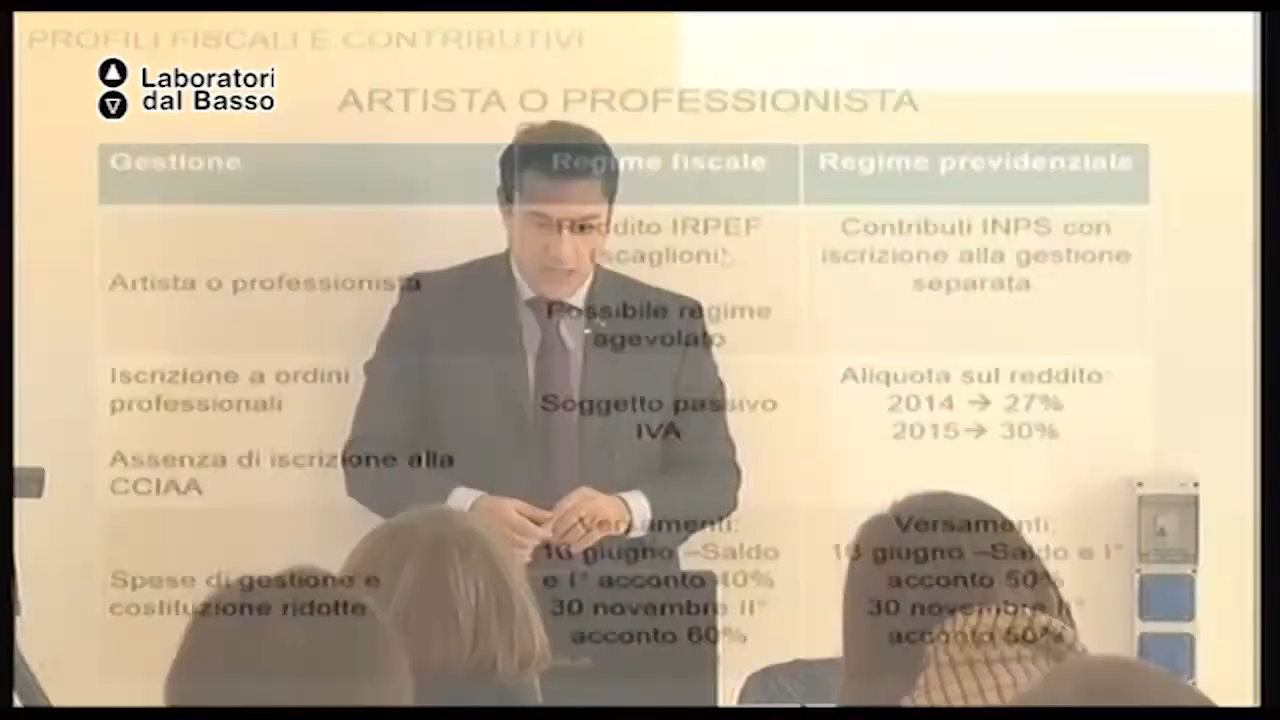 PROFILI FISCALI E CONTRIBUTIVI
Laboratori
dal Basso
ARTISTA O PROFESSIONISTA
Gestione
Regime fiscale
Regime previdenziale
Artista o professionista
Reddito IRPEF
(scaglioni);
Possibile regime
agevolato
Contributi INPS con
iscrizione alla gestione
separata
Iscrizione a ordini
professionali
Assenza di iscrizione alla
CCIAA
Soggetto passivo
IVA
Aliquota sul reddito:
2014 → 27%
2015→ 30%
Spese di gestione e
costituzione ridotte
Versamenti:
16 giugno –Saldo
e I° acconto 40%
30 novembre II°
acconto 60%
Versamenti:
16 giugno –Saldo e I°
acconto 50%
30 novembre II°
acconto 50%